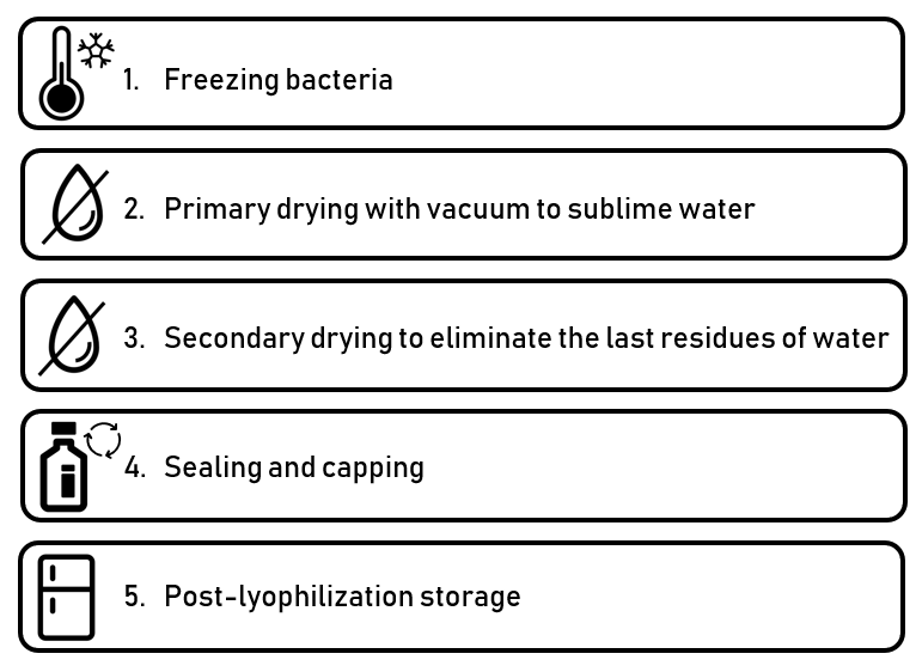 1. Freezing bacteria
2. Primary drying with vacuum to sublime water
3. Secondary drying to eliminate the last residues of water
4. Sealing and capping
5. Post-lyophilization storage